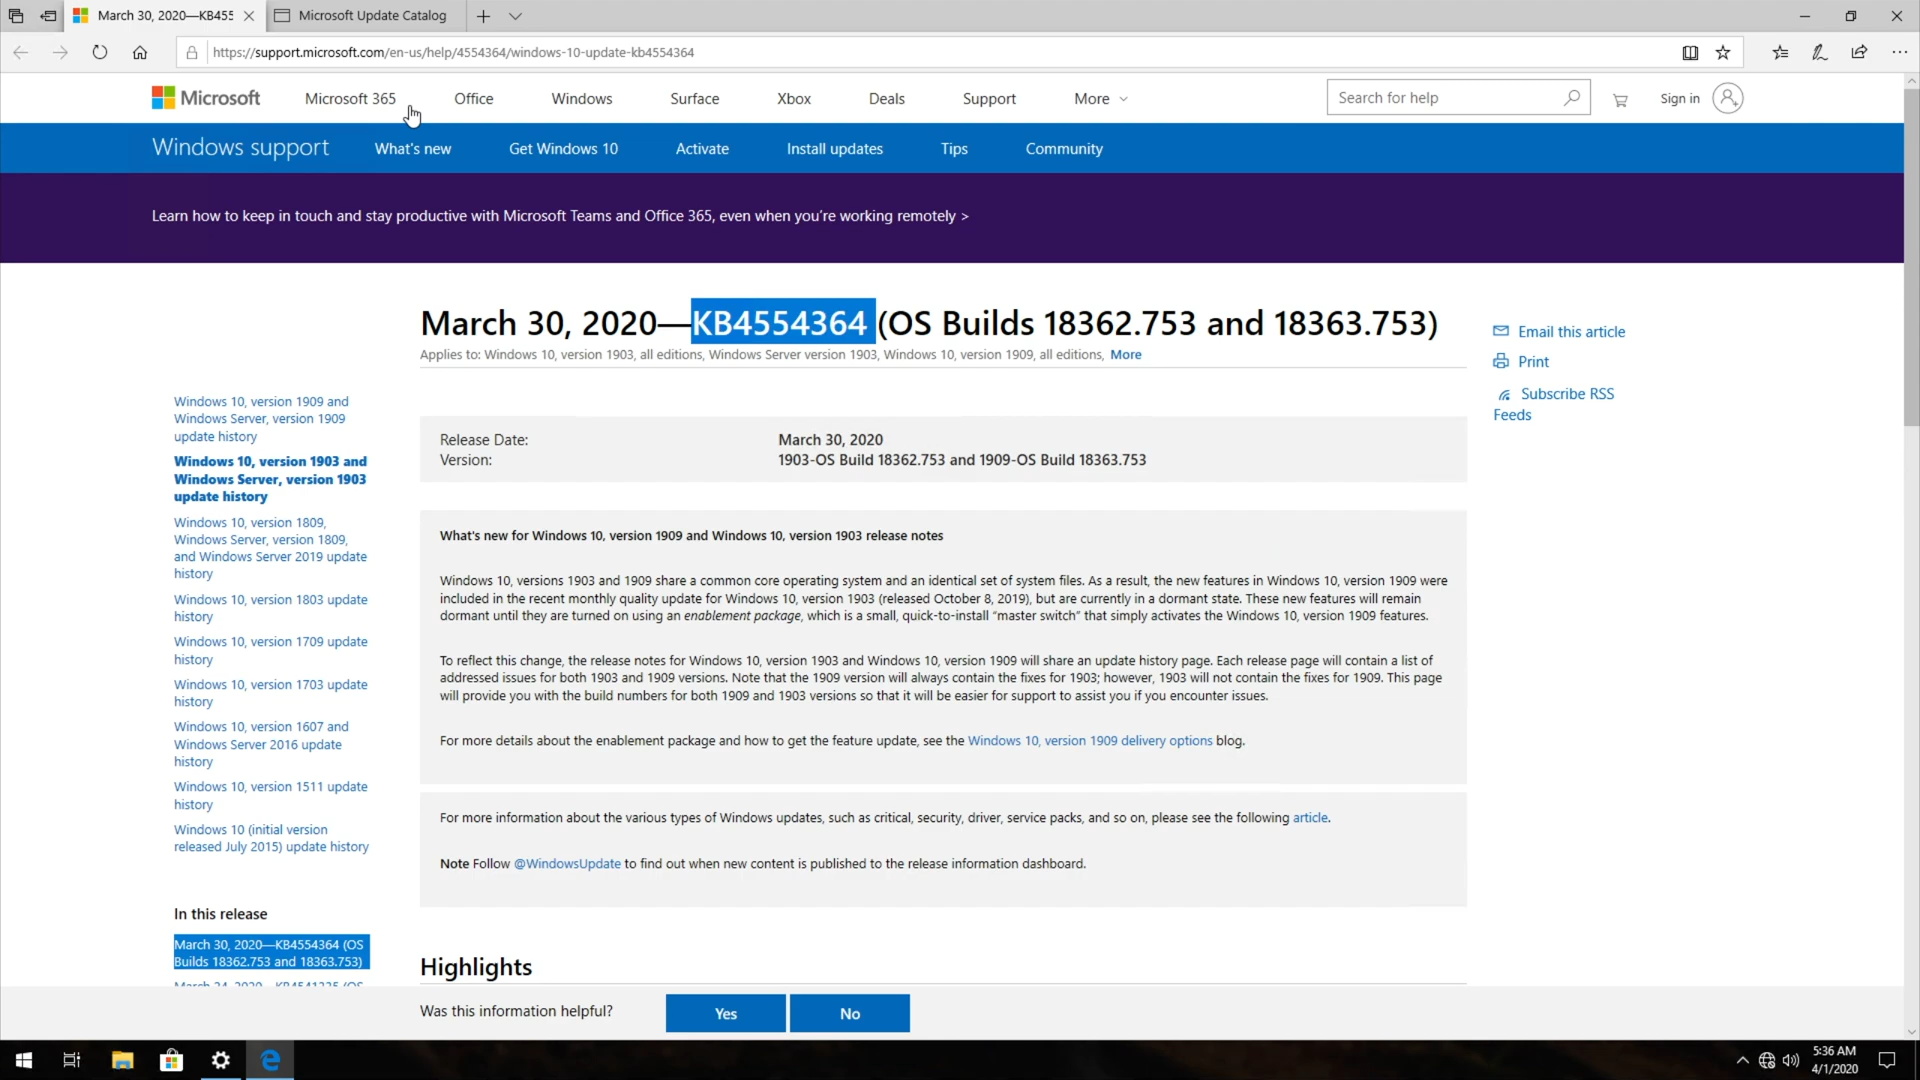 March 30, 2020—KB455
Microsoft Update Catalog
https://support.microsoft.com/en-us/help/4554364/windows-10-update-kb4554364
Microsoft
Microsoft 365
Office
Windows
Surface
Xbox
Deals
Support
More
Search for help
Sign in
Windows support
What's new
Get Windows 10
Activate
Install updates
Tips
Community
Learn how to keep in touch and stay productive with Microsoft Teams and Office 365, even when you're working remotely >
March 30, 2020—KB4554364 (OS Builds 18362.753 and 18363.753)
Applies to: Windows 10, version 1903, all editions, Windows Server version 1903, Windows 10, version 1909, all editions, More
Email this article
Print
Subscribe RSS
Feeds
Windows 10, version 1909 and
Windows Server, version 1909
update history
Windows 10, version 1903 and
Windows Server, version 1903
update history
Windows 10, version 1809,
Windows Server, version 1809,
and Windows Server 2019 update
history
Windows 10, version 1803 update
history
Windows 10, version 1709 update
history
Windows 10, version 1703 update
history
Windows 10, version 1607 and
Windows Server 2016 update
history
Windows 10, version 1511 update
history
Windows 10 (initial version
released July 2015) update history
In this release
March 30, 2020—KB4554364 (OS
Builds 18362.753 and 18363.753)
March 24, 2020—KB4541335 (OS
Release Date:
March 30, 2020
Version:
1903-OS Build 18362.753 and 1909-OS Build 18363.753
What's new for Windows 10, version 1909 and Windows 10, version 1903 release notes
Windows 10, versions 1903 and 1909 share a common core operating system and an identical set of system files. As a result, the new features in Windows 10, version 1909 were
included in the recent monthly quality update for Windows 10, version 1903 (released October 8, 2019), but are currently in a dormant state. These new features will remain
dormant until they are turned on using an enablement package, which is a small, quick-to-install "master switch" that simply activates the Windows 10, version 1909 features.
To reflect this change, the release notes for Windows 10, version 1903 and Windows 10, version 1909 will share an update history page. Each release page will contain a list of
addressed issues for both 1903 and 1909 versions. Note that the 1909 version will always contain the fixes for 1903; however, 1903 will not contain the fixes for 1909. This page
will provide you with the build numbers for both 1909 and 1903 versions so that it will be easier for support to assist you if you encounter issues.
For more details about the enablement package and how to get the feature update, see the Windows 10, version 1909 delivery options blog.
For more information about the various types of Windows updates, such as critical, security, driver, service packs, and so on, please see the following article.
Note Follow @WindowsUpdate to find out when new content is published to the release information dashboard.
Highlights
Was this information helpful?
Yes
No
5:36 AM
4/1/2020